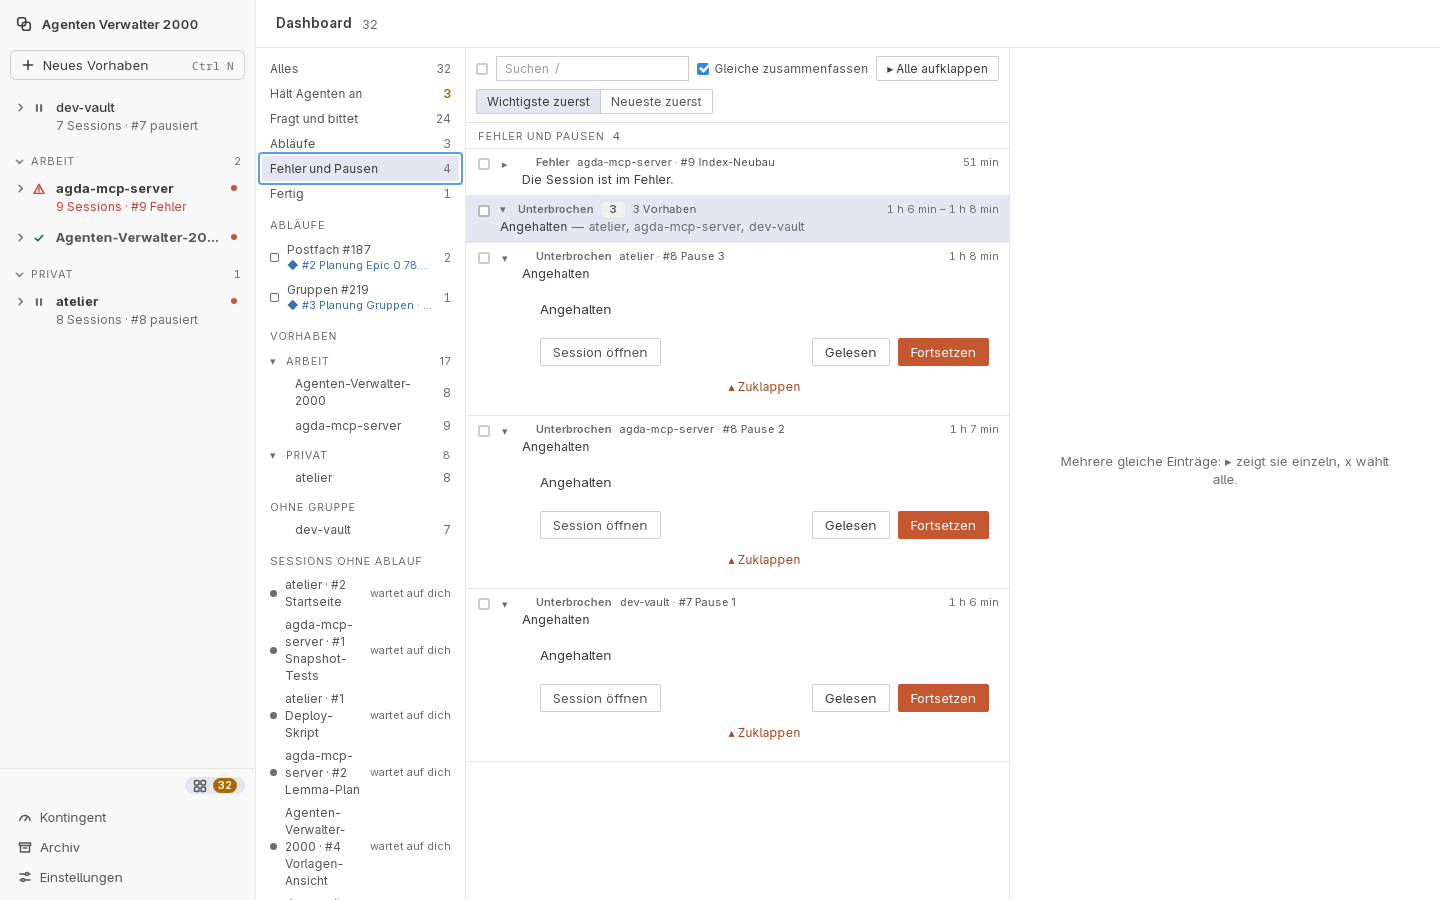 Agenten Verwalter 2000
Neues Vorhaben Ctrl N
dev-vault
7 Sessions · #7 pausiert
ARBEIT 2
agda-mcp-server
9 Sessions · #9 Fehler
Agenten-Verwalter-20...
PRIVAT 1
atelier
8 Sessions · #8 pausiert
32
Kontingent
Archiv
Einstellungen
Dashboard 32
Alles 32
Hält Agenten an 3
Fragt und bittet 24
Abläufe 3
Fehler und Pausen 4
Fertig 1
ABLÄUFE
Postfach #187
#2 Planung Epic 0.78.... 2
Gruppen #219
#3 Planung Gruppen · ... 1
VORHABEN
▾ ARBEIT 17
Agenten-Verwalter-
2000 8
agda-mcp-server 9
▾ PRIVAT 8
atelier 8
OHNE GRUPPE
dev-vault 7
SESSIONS OHNE ABLAUF
atelier · #2
Startseite
wartet auf dich
agda-mcp-
server · #1
Snapshot-
Tests
wartet auf dich
atelier · #1
Deploy-
Skript
wartet auf dich
agda-mcp-
server · #2
Lemma-Plan
wartet auf dich
Agenten-
Verwalter-
2000 · #4
Vorlagen-
Ansicht
wartet auf dich
Suchen /
Gleiche zusammenfassen
▸ Alle aufklappen
Wichtigste zuerst Neueste zuerst
FEHLER UND PAUSEN 4
▸ Fehler agda-mcp-server · #9 Index-Neubau 51 min
Die Session ist im Fehler.
▾ Unterbrochen 3 3 Vorhaben 1 h 6 min – 1 h 8 min
Angehalten — atelier, agda-mcp-server, dev-vault
▾ Unterbrochen atelier · #8 Pause 3 1 h 8 min
Angehalten
Angehalten
Session öffnen Gelesen Fortsetzen
▴ Zuklappen
▾ Unterbrochen agda-mcp-server · #8 Pause 2 1 h 7 min
Angehalten
Angehalten
Session öffnen Gelesen Fortsetzen
▴ Zuklappen
▾ Unterbrochen dev-vault · #7 Pause 1 1 h 6 min
Angehalten
Angehalten
Session öffnen Gelesen Fortsetzen
▴ Zuklappen
Mehrere gleiche Einträge: ▸ zeigt sie einzeln, x wählt
alle.